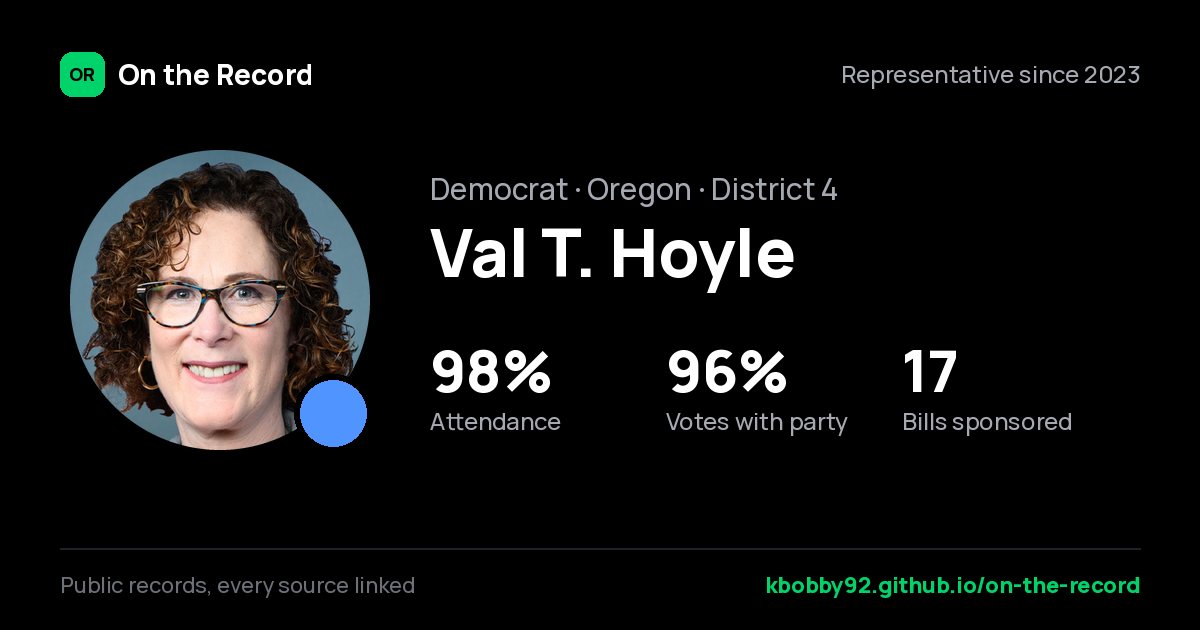 OR On the Record
Representative since 2023
Democrat · Oregon · District 4
Val T. Hoyle
98% 96% 17
Attendance Votes with party Bills sponsored
Public records, every source linked
kbobby92.github.io/on-the-record